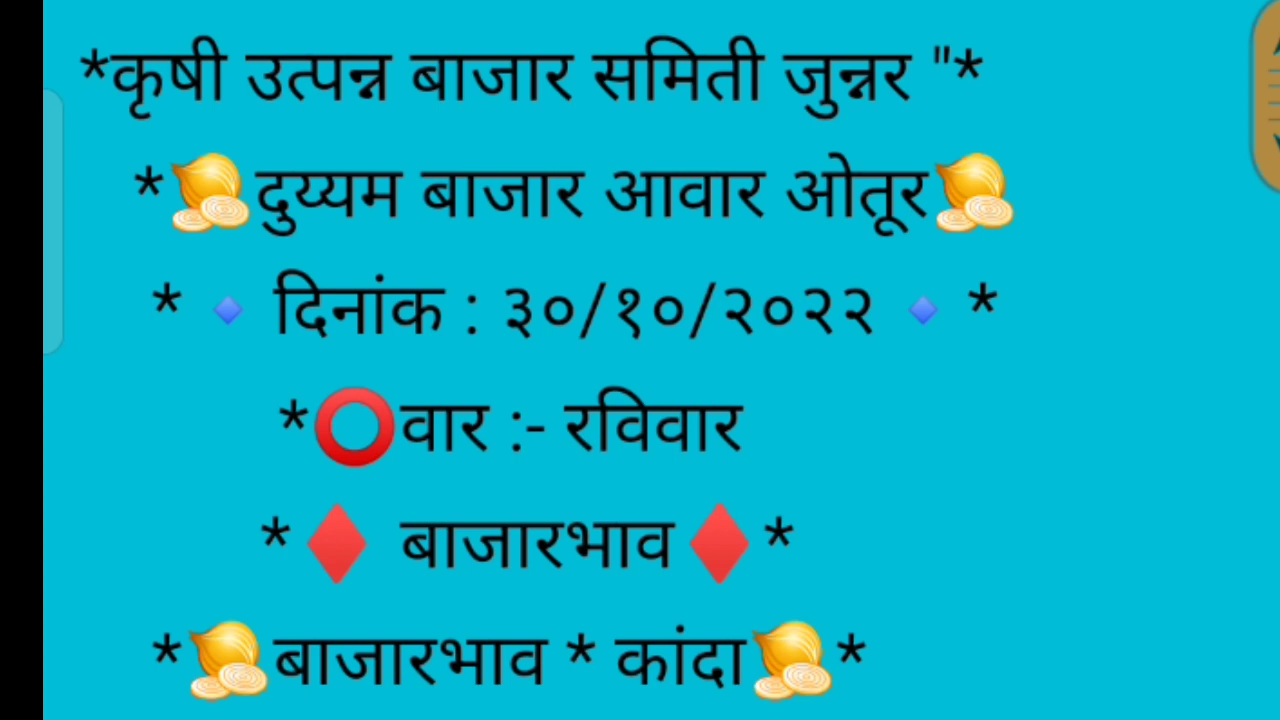 *कृषी उत्पन्न बाजार समिती जुन्नर "*
*🧅दुय्यम बाजार आवार ओतूर🧅
*🔹 दिनांक : ३०/१०/२०२२ 🔹*
*⭕वार :- रविवार
*♦️ बाजारभाव♦️*
*🧅बाजारभाव * कांदा🧅*